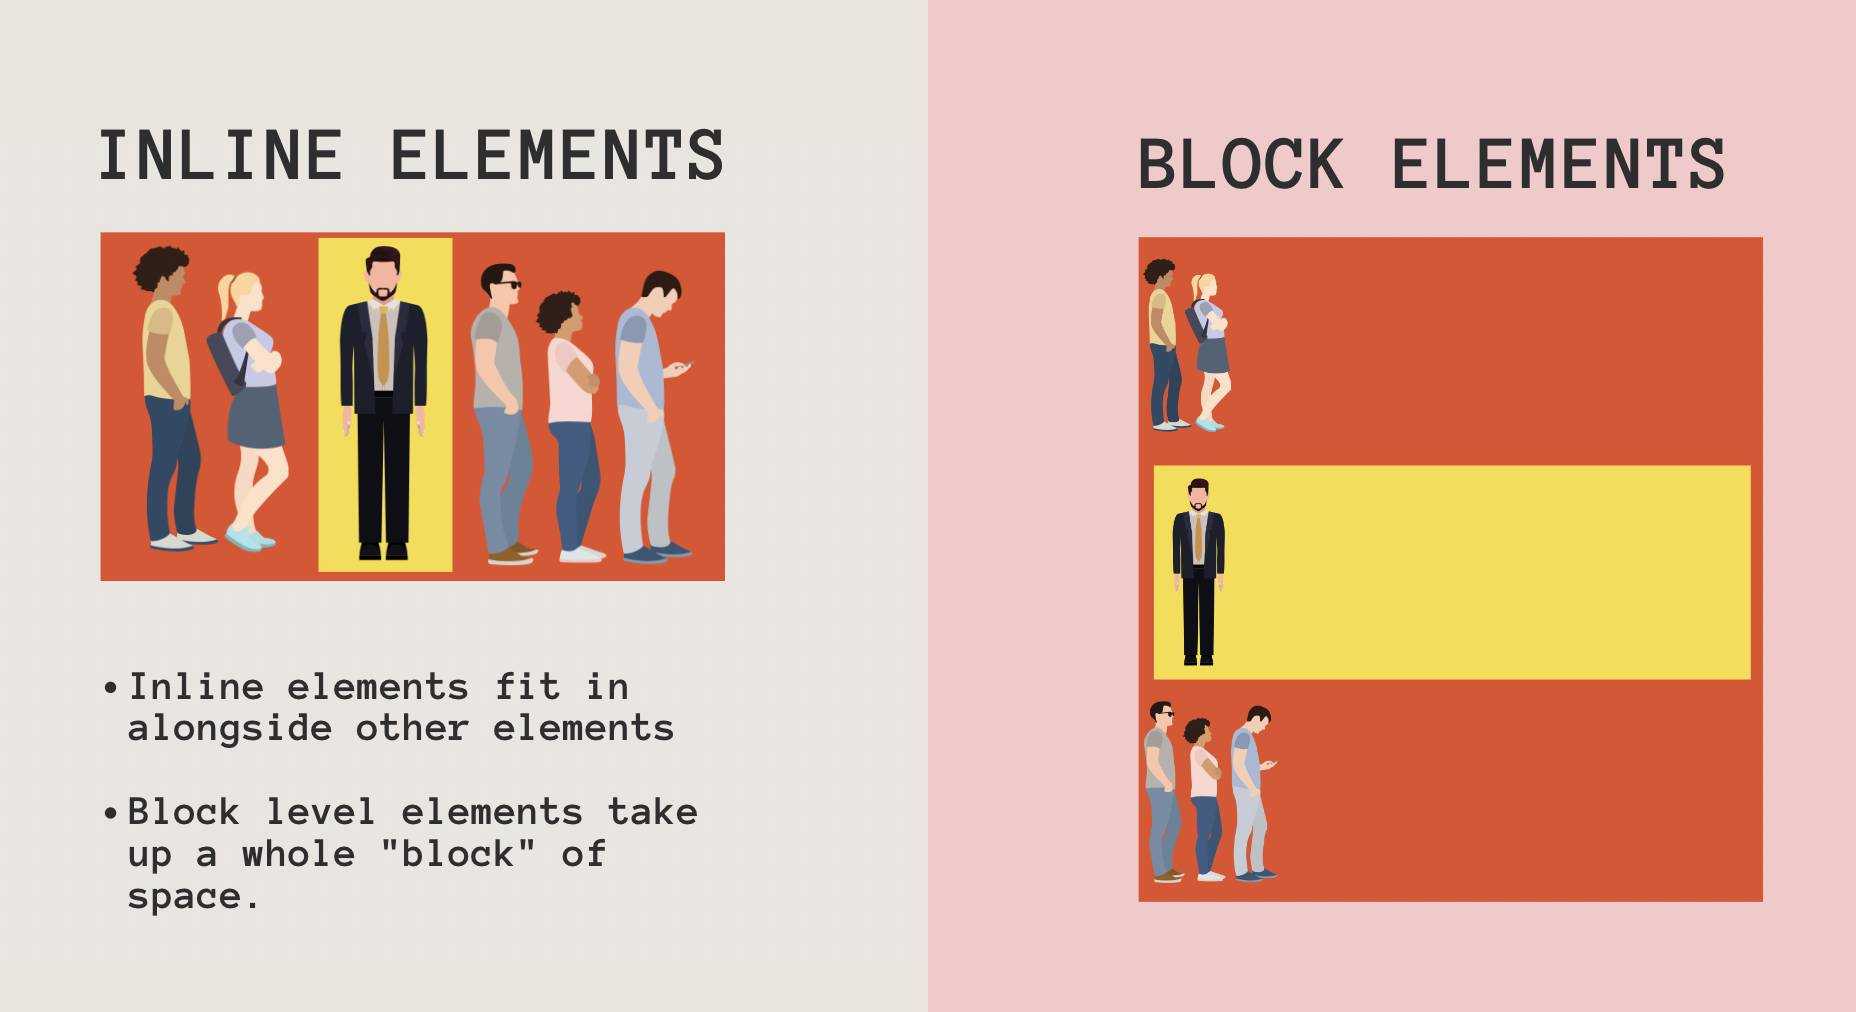 INLINE ELEMENTS
• Inline elements fit in
alongside other elements
• Block level elements take
up a whole "block" of
space.
BLOCK ELEMENTS